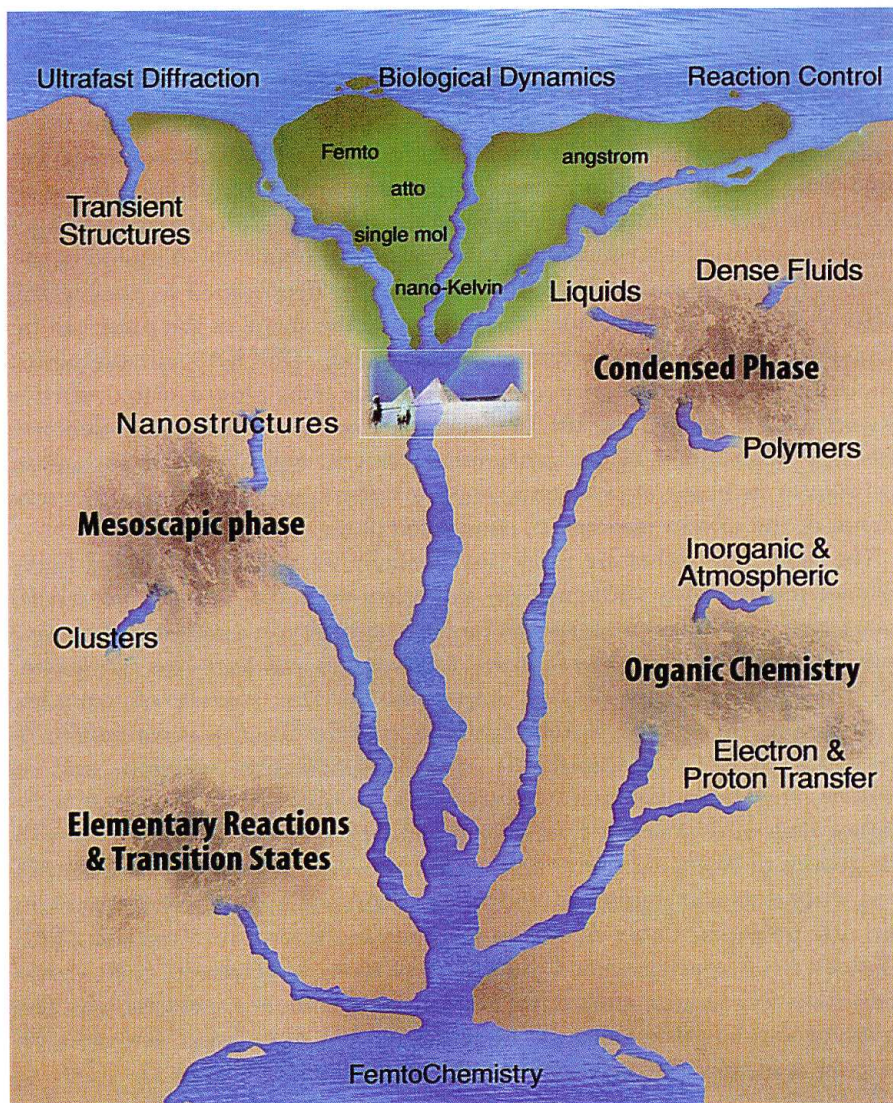 Ultrafast Diffraction
Biological Dynamics
Reaction Control
Femto
angstrom
atto
Transient
Structures
single mol
nano-Kelvin
Dense Fluids
Liquids
Condensed Phase
Nanostructures
Polymers
Mesoscapic phase
Inorganic &
Atmospheric
Clusters
Organic Chemistry
Electron &
Proton Transfer
Elementary Reactions
& Transition States
FemtoChemistry